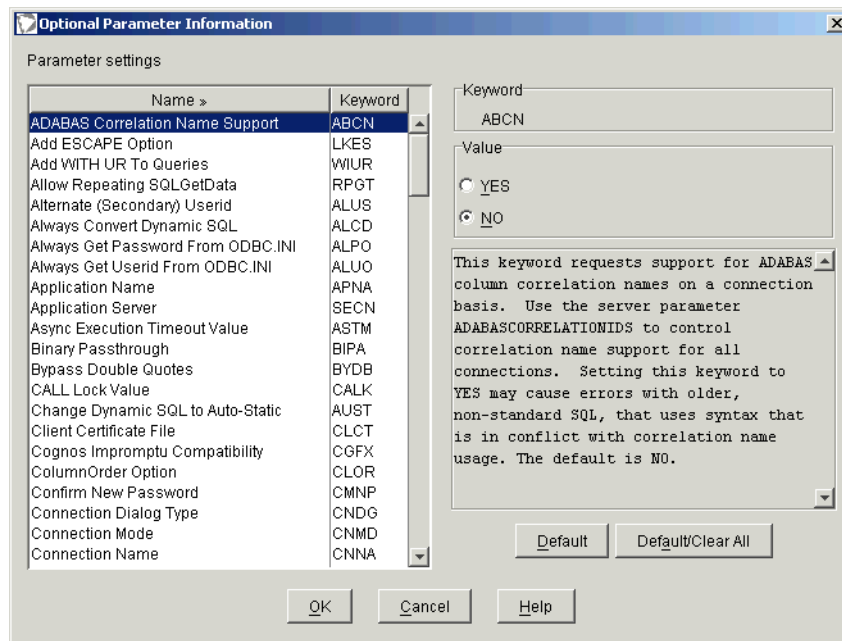 Optional Parameter Information
Parameter settings
Name » Keyword
ADABAS Correlation Name Support ABCN
Add ESCAPE Option LKES
Add WITH UR To Queries WIUR
Allow Repeating SQLGetData RPGT
Alternate (Secondary) Userid ALUS
Always Convert Dynamic SQL ALCD
Always Get Password From ODBC.INI ALPO
Always Get Userid From ODBC.INI ALUO
Application Name APNA
Application Server SECN
Async Execution Timeout Value ASTM
Binary Passthrough BIPA
Bypass Double Quotes BYDB
CALL Lock Value CALK
Change Dynamic SQL to Auto-Static AUST
Client Certificate File CLCT
Cognos Impromptu Compatibility CGFX
ColumnOrder Option CLOR
Confirm New Password CMNP
Connection Dialog Type CNDG
Connection Mode CNMD
Connection Name CNNA
Keyword
ABCN
Value
YES
NO
This keyword requests support for ADABAS
column correlation names on a connection
basis. Use the server parameter
ADABASCORRELATIONIDS to control
correlation name support for all
connections. Setting this keyword to
YES may cause errors with older,
non-standard SQL, that uses syntax that
is in conflict with correlation name
usage. The default is NO.
Default Default/Clear All
OK Cancel Help